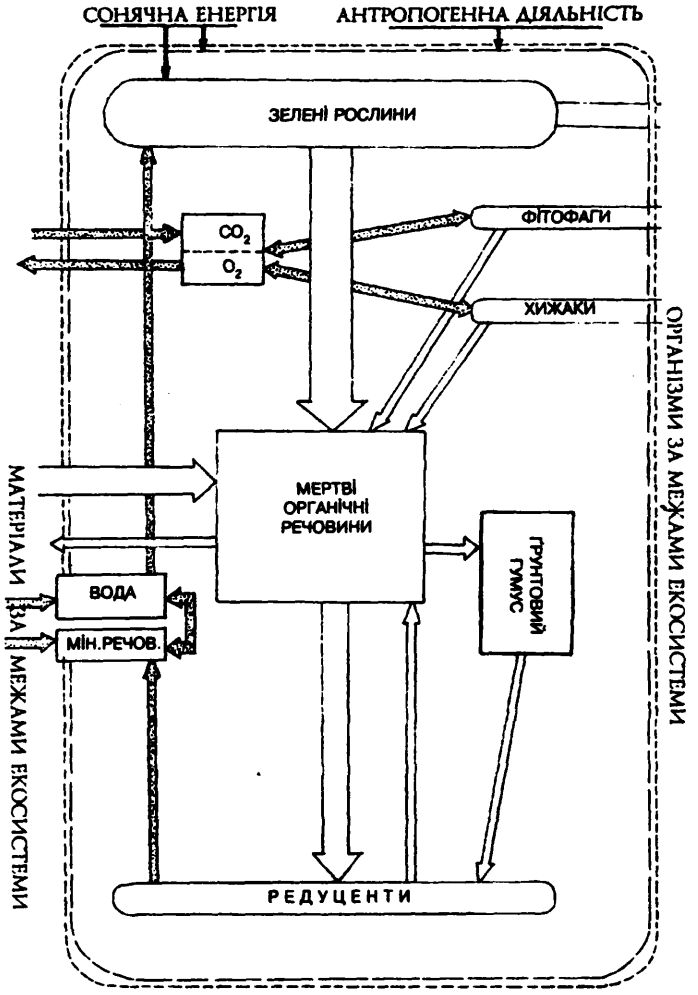 СОНЯЧНА ЕНЕРГІЯ
АНТРОПОГЕННА ДІЯЛЬНІСТЬ
ЗЕЛЕНІ РОСЛИНИ
CO₂
O₂
ФІТОФАГИ
ХИЖАКИ
МЕРТВІ
ОРГАНІЧНІ
РЕЧОВИНИ
ҐРУНТОВИЙ
ГУМУС
ВОДА
МІН.РЕЧОВ.
РЕДУЦЕНТИ
МАТЕРІАЛИ ЗА МЕЖАМИ ЕКОСИСТЕМИ
ОРГАНІЗМИ ЗА МЕЖАМИ ЕКОСИСТЕМИ